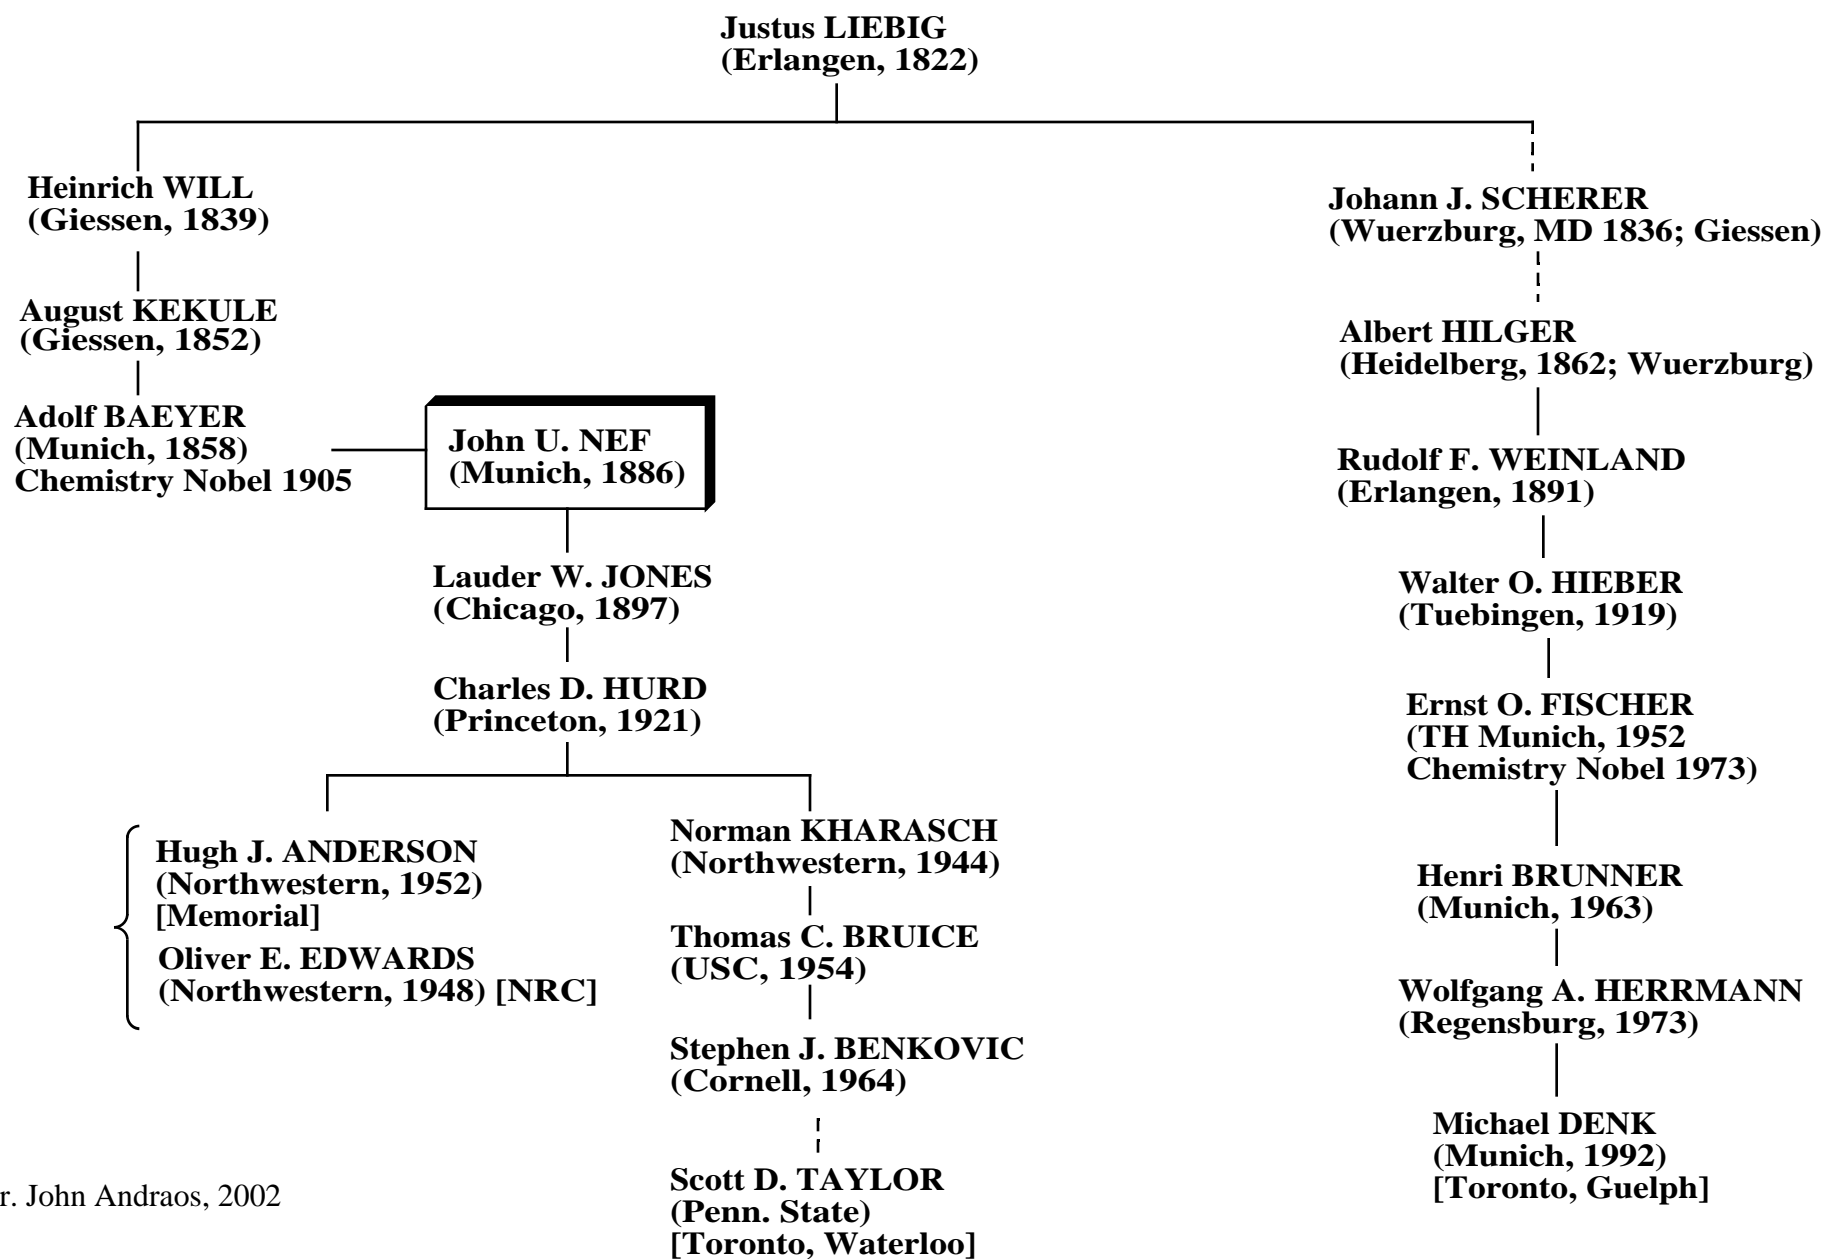 Justus LIEBIG
(Erlangen, 1822)
Heinrich WILL
(Giessen, 1839)
August KEKULE
(Giessen, 1852)
Adolf BAEYER
(Munich, 1858)
Chemistry Nobel 1905
John U. NEF
(Munich, 1886)
Lauder W. JONES
(Chicago, 1897)
Charles D. HURD
(Princeton, 1921)
Hugh J. ANDERSON
(Northwestern, 1952)
[Memorial]
Oliver E. EDWARDS
(Northwestern, 1948) [NRC]
Norman KHARASCH
(Northwestern, 1944)
Thomas C. BRUICE
(USC, 1954)
Stephen J. BENKOVIC
(Cornell, 1964)
Scott D. TAYLOR
(Penn. State)
[Toronto, Waterloo]
Johann J. SCHERER
(Wuerzburg, MD 1836; Giessen)
Albert HILGER
(Heidelberg, 1862; Wuerzburg)
Rudolf F. WEINLAND
(Erlangen, 1891)
Walter O. HIEBER
(Tuebingen, 1919)
Ernst O. FISCHER
(TH Munich, 1952
Chemistry Nobel 1973)
Henri BRUNNER
(Munich, 1963)
Wolfgang A. HERRMANN
(Regensburg, 1973)
Michael DENK
(Munich, 1992)
[Toronto, Guelph]
r. John Andraos, 2002